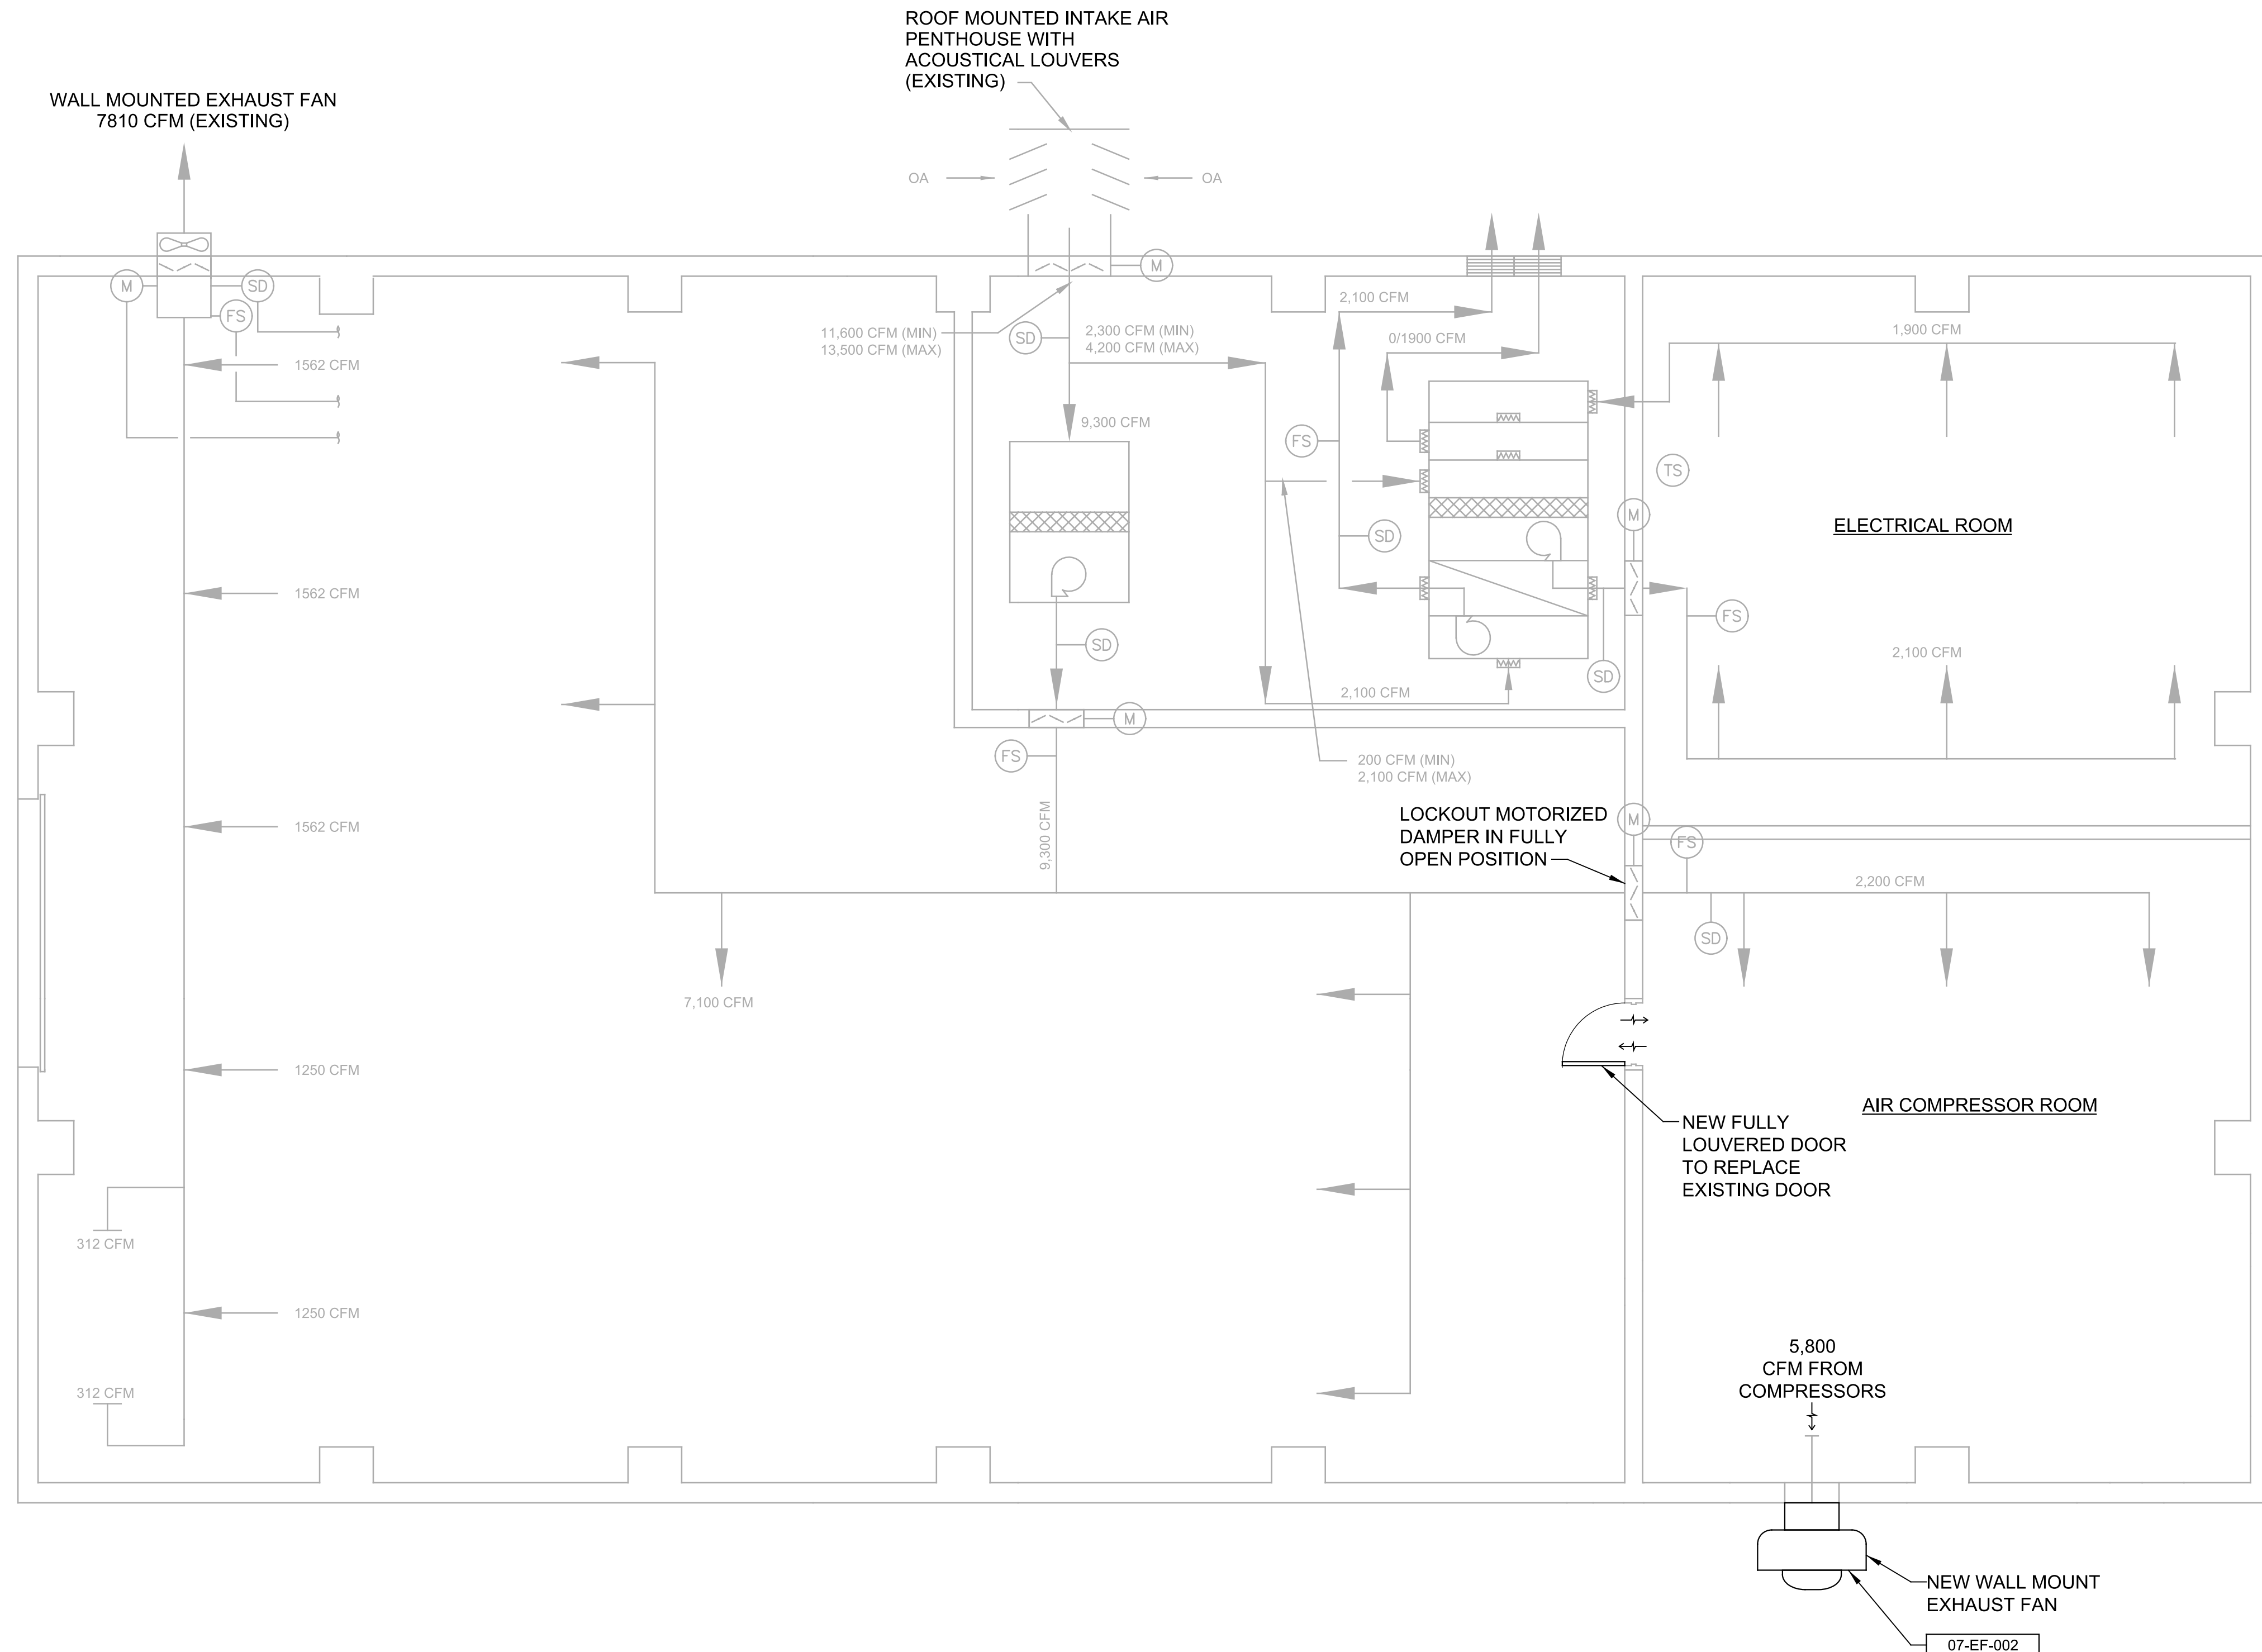 ROOF MOUNTED INTAKE AIR
PENTHOUSE WITH
ACOUSTICAL LOUVERS
(EXISTING)
WALL MOUNTED EXHAUST FAN
7810 CFM (EXISTING)
OA
OA
M
SD
FS
M
11,600 CFM (MIN)
13,500 CFM (MAX)
SD
2,300 CFM (MIN)
4,200 CFM (MAX)
2,100 CFM
0/1900 CFM
1,900 CFM
1562 CFM
9,300 CFM
FS
TS
M
SD
ELECTRICAL ROOM
1562 CFM
FS
SD
SD
2,100 CFM
2,100 CFM
M
FS
200 CFM (MIN)
2,100 CFM (MAX)
1562 CFM
9,300 CFM
LOCKOUT MOTORIZED
DAMPER IN FULLY
OPEN POSITION
M
FS
2,200 CFM
SD
7,100 CFM
1250 CFM
AIR COMPRESSOR ROOM
NEW FULLY
LOUVERED DOOR
TO REPLACE
EXISTING DOOR
312 CFM
1250 CFM
312 CFM
5,800
CFM FROM
COMPRESSORS
NEW WALL MOUNT
EXHAUST FAN
07-EF-002